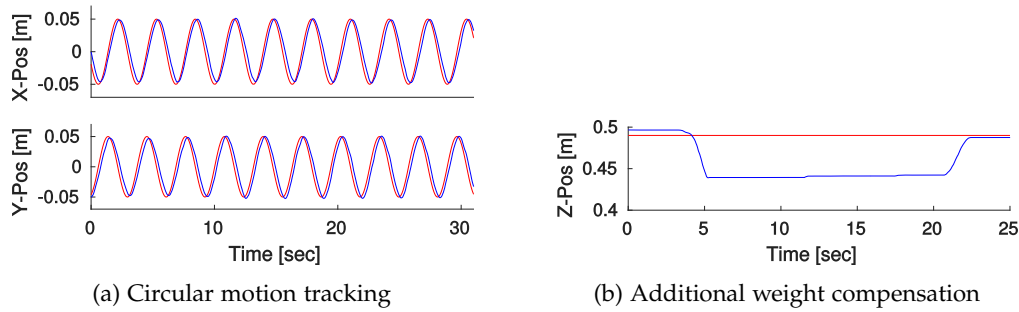 X-Pos [m]
0.05
0
-0.05
Y-Pos [m]
0.05
0
-0.05
0 10 20 30
Time [sec]
(a) Circular motion tracking
Z-Pos [m]
0.5
0.45
0.4
0 5 10 15 20 25
Time [sec]
(b) Additional weight compensation